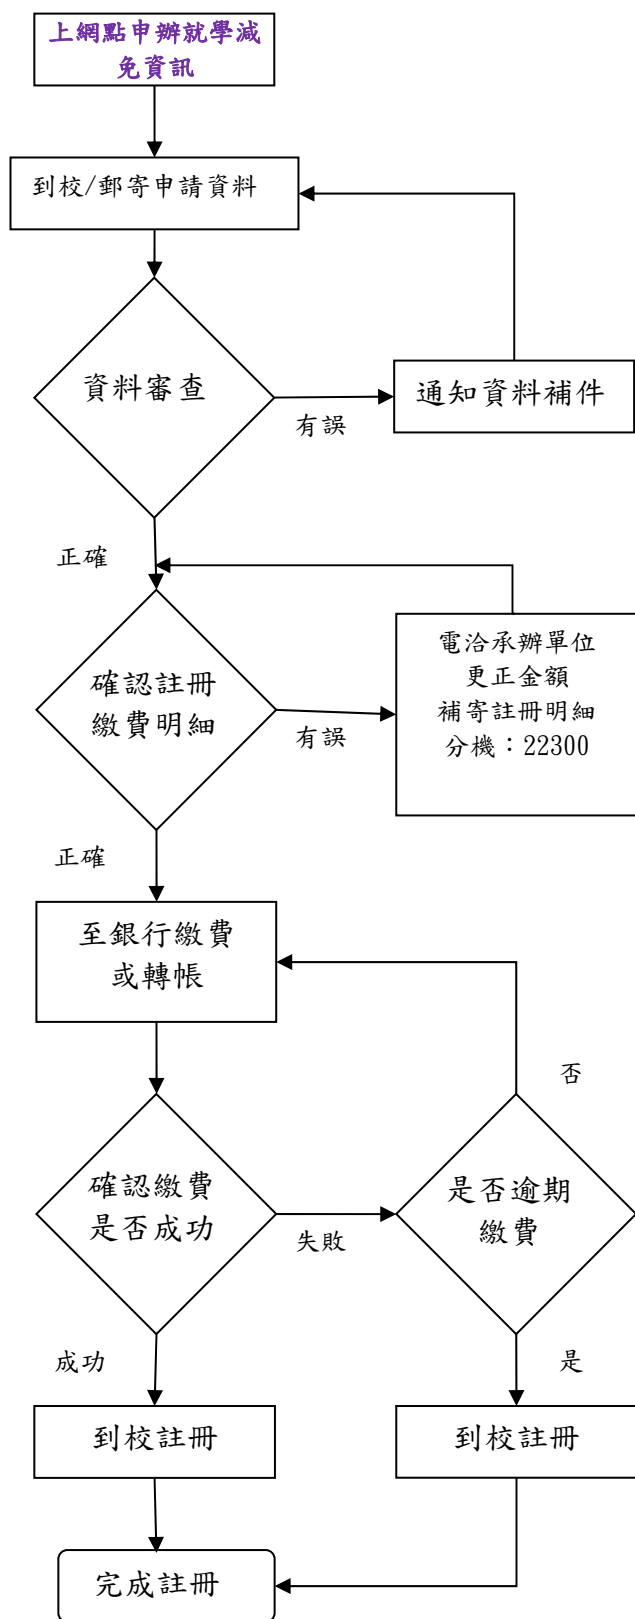 上網點申辦就學減
免資訊
到校/郵寄申請資料
資料審查
有誤
通知資料補件
正確
確認註冊
繳費明細
有誤
電洽承辦單位
更正金額
補寄註冊明細
分機：22300
正確
至銀行繳費
或轉帳
否
確認繳費
是否成功
失敗
是否逾期
繳費
成功
是
到校註冊
到校註冊
完成註冊